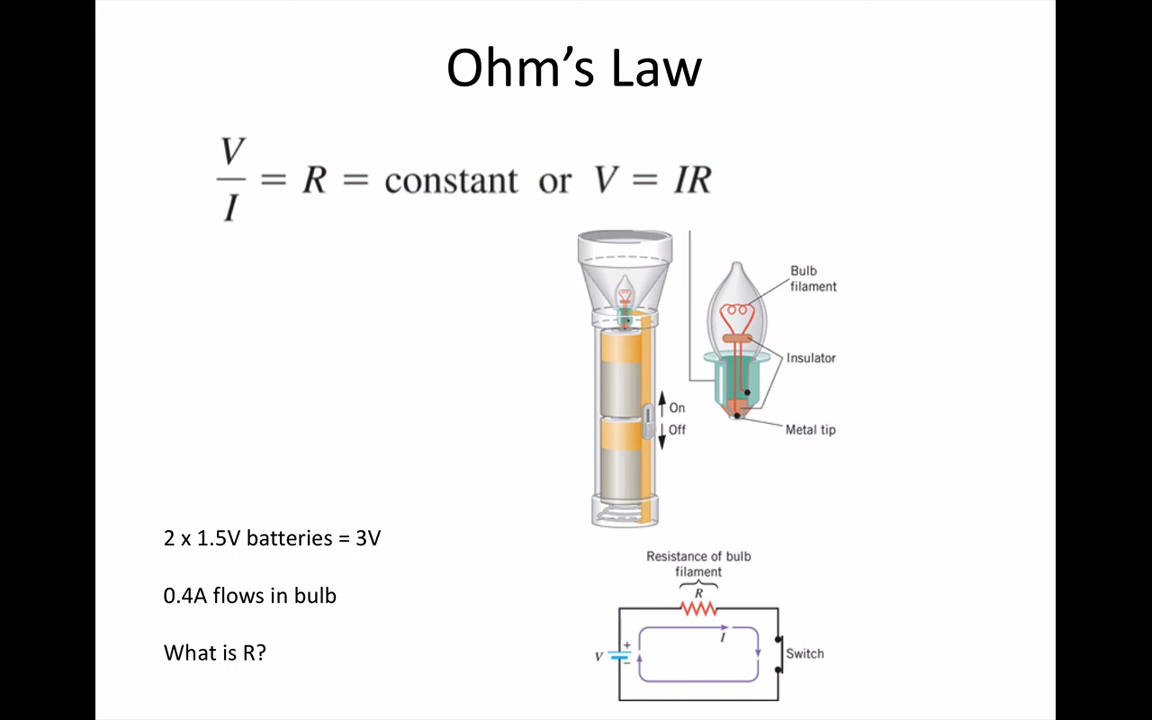 Ohm's Law
V/I = R = constant or V = IR
Bulb
filament
Insulator
On
Off
Metal tip
2 x 1.5V batteries = 3V
0.4A flows in bulb
What is R?
Resistance of bulb
filament
R
I
V
+
−
Switch